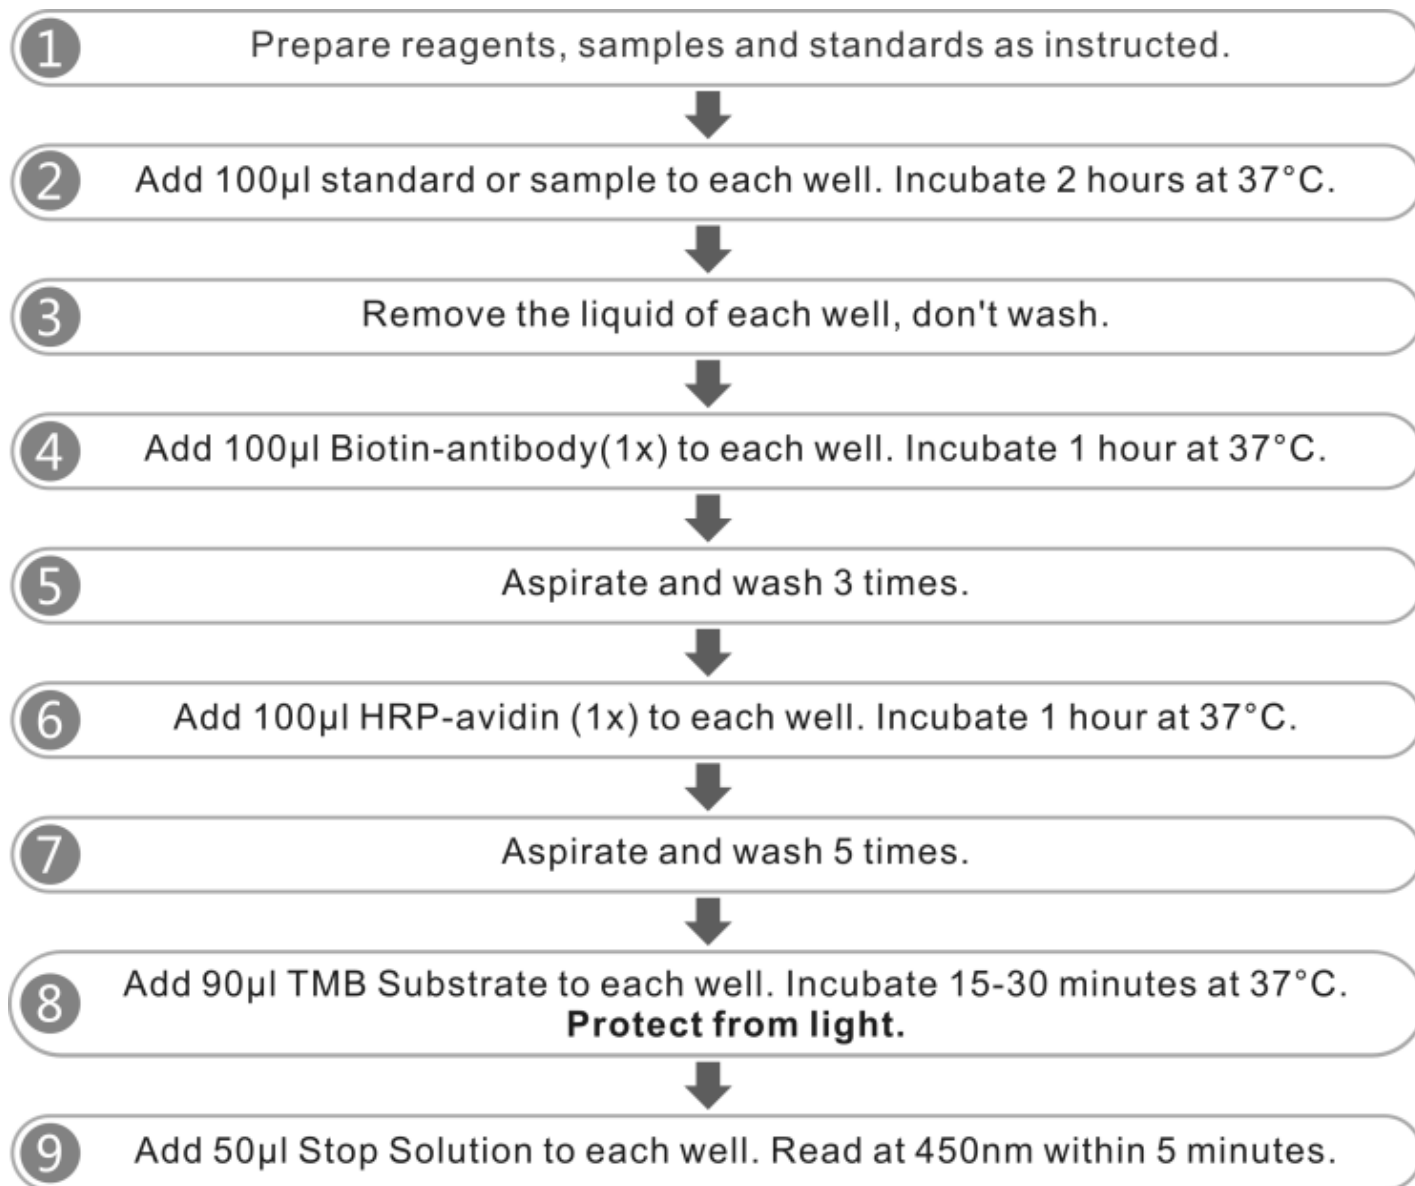 1 Prepare reagents, samples and standards as instructed.
2 Add 100µl standard or sample to each well. Incubate 2 hours at 37°C.
3 Remove the liquid of each well, don't wash.
4 Add 100µl Biotin-antibody(1x) to each well. Incubate 1 hour at 37°C.
5 Aspirate and wash 3 times.
6 Add 100µl HRP-avidin (1x) to each well. Incubate 1 hour at 37°C.
7 Aspirate and wash 5 times.
8 Add 90µl TMB Substrate to each well. Incubate 15-30 minutes at 37°C.
Protect from light.
9 Add 50µl Stop Solution to each well. Read at 450nm within 5 minutes.